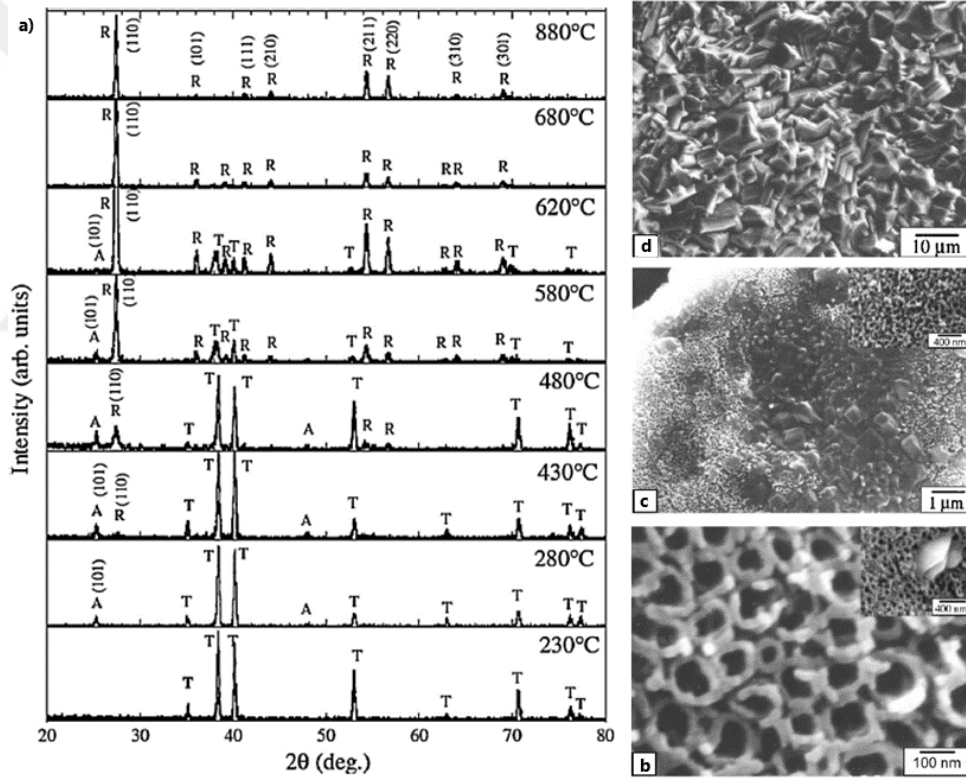 a)
Intensity (arb. units)
880°C
R (110) R (101) R (111) R (210) R (211) R (220) R (310) R (301)
680°C
R (110) R R R R R R R R R
620°C
A (101) R (110) R T R T R R T R R R R R T T
580°C
A (101) R (110 R T R T R R T R R R R R T T
480°C
A R (110) T T T A T R R T T T
430°C
A (101) R (110) T T T A T T T T T
280°C
A (101) T T T A T T T T T
230°C
T T T T T T T T
20 30 40 50 60 70 80
2θ (deg.)
d
10 μm
400 nm
c
1 μm
400 nm
b
100 nm